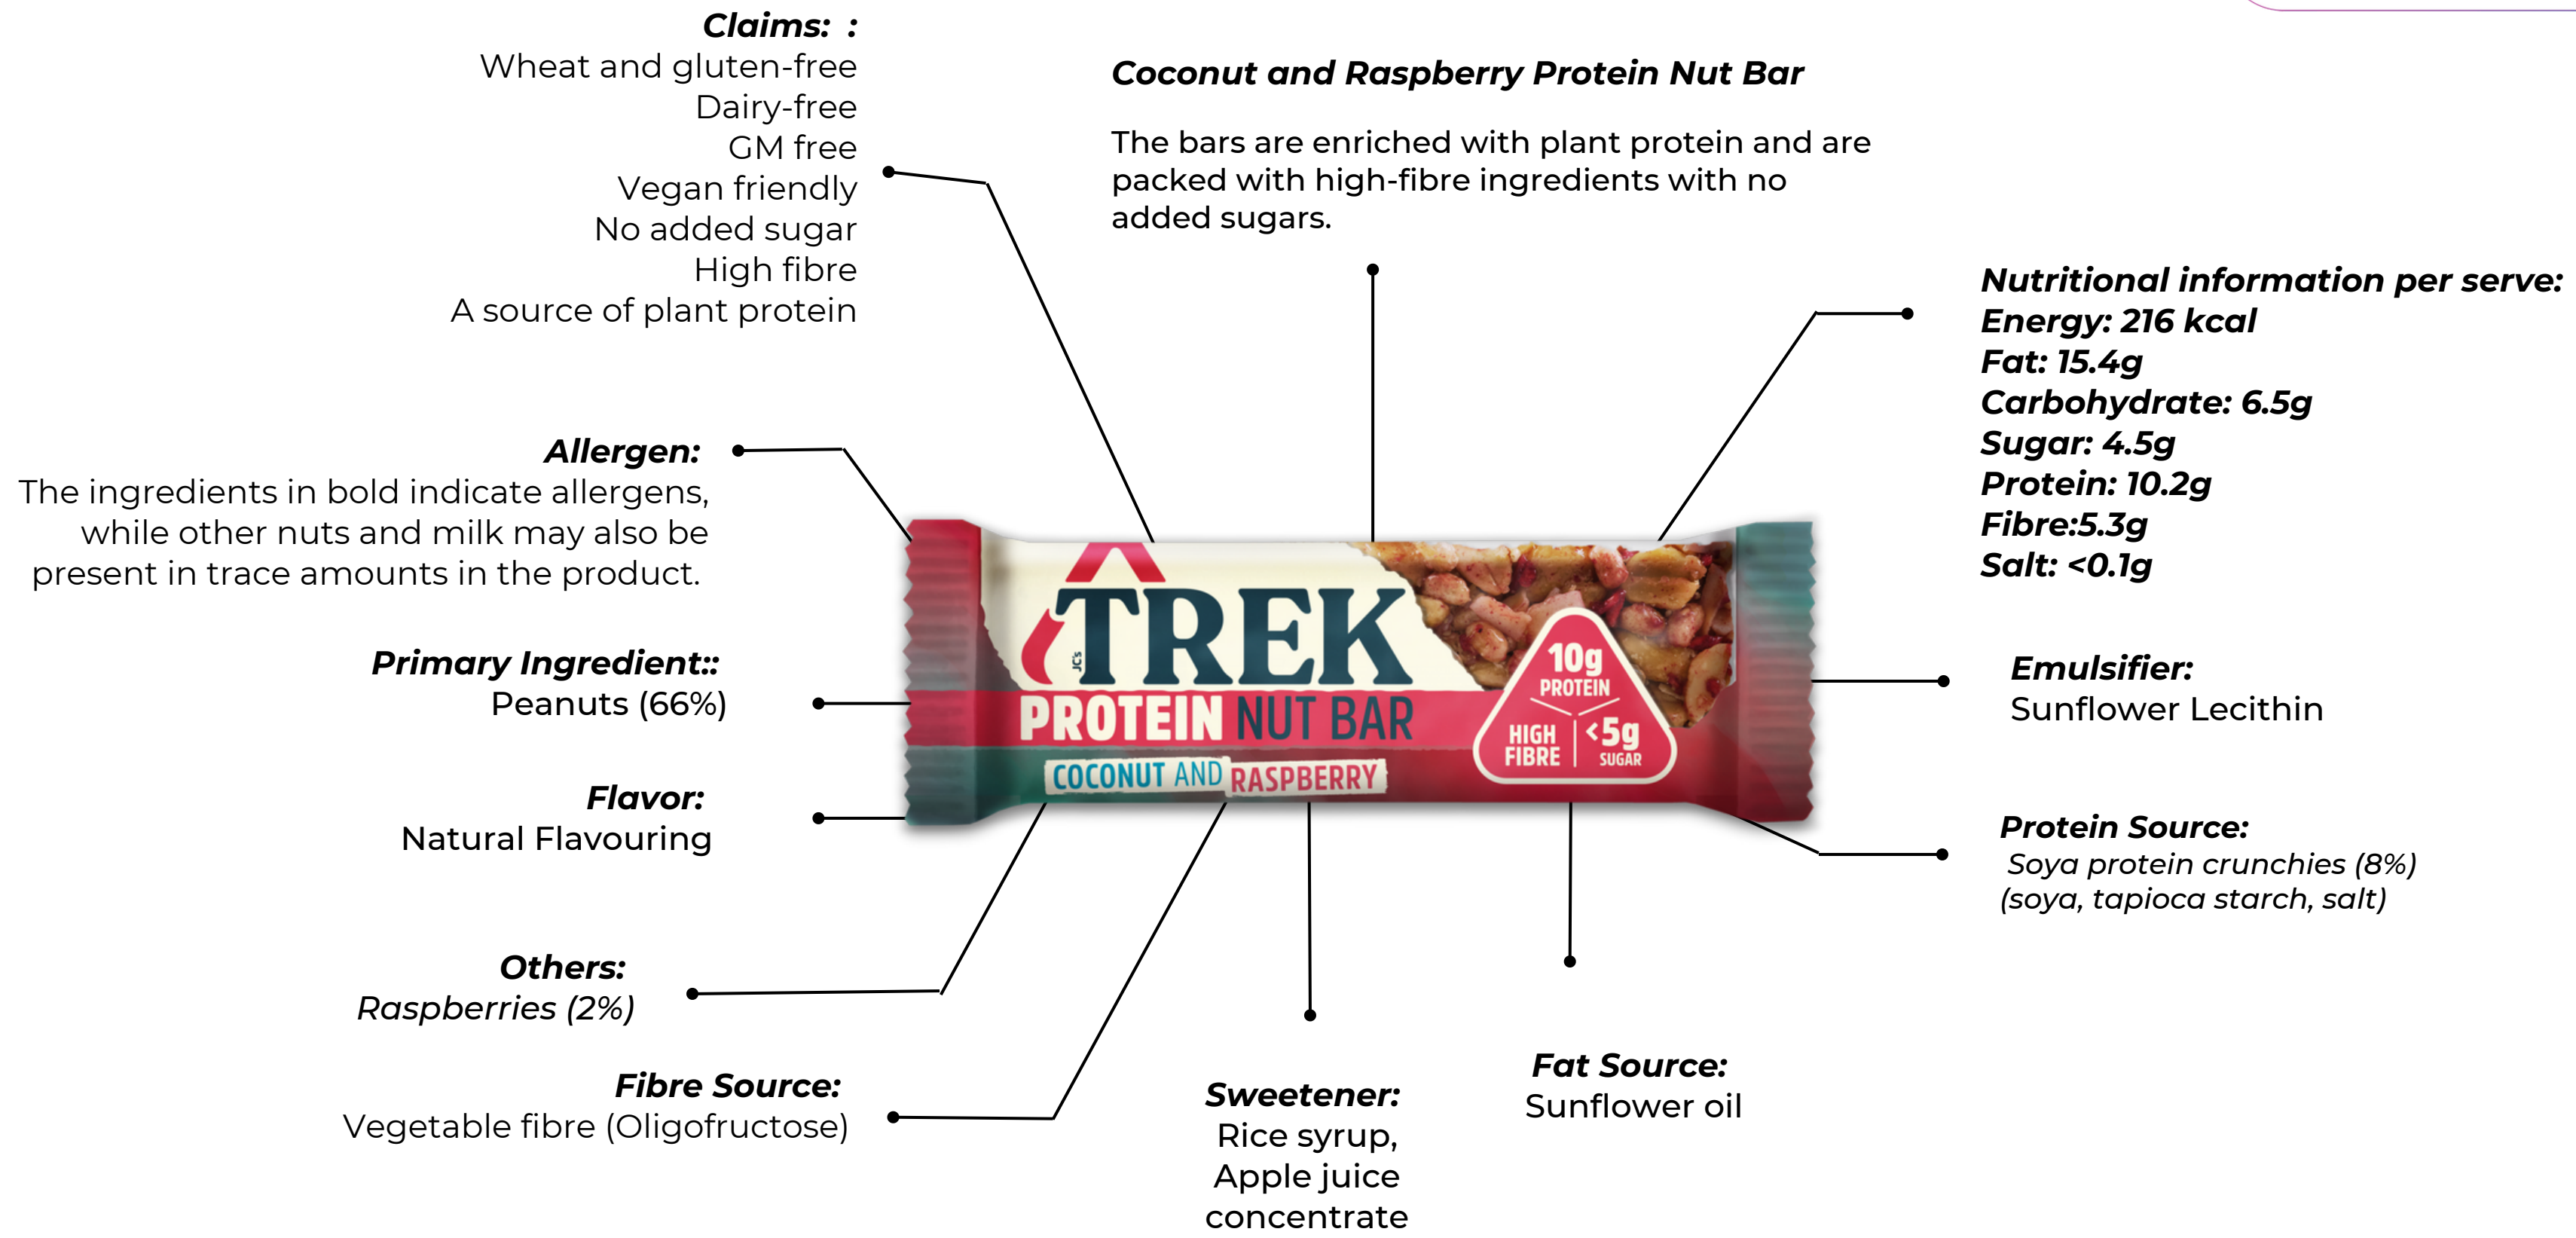 Claims:  :
Wheat and gluten-free
Dairy-free
GM free
Vegan friendly
No added sugar
High fibre
A source of plant protein
Coconut and Raspberry Protein Nut Bar
The bars are enriched with plant protein and are
packed with high-fibre ingredients with no
added sugars.
Nutritional information per serve:
Energy: 216 kcal
Fat: 15.4g
Carbohydrate: 6.5g
Sugar: 4.5g
Protein: 10.2g
Fibre:5.3g
Salt: <0.1g
Allergen:
The ingredients in bold indicate allergens,
while other nuts and milk may also be
present in trace amounts in the product.
Primary Ingredient::
Peanuts (66%)
Flavor:
Natural Flavouring
Others:
Raspberries (2%)
Fibre Source:
Vegetable fibre (Oligofructose)
JC's
TREK
PROTEIN NUT BAR
COCONUT AND RASPBERRY
10g
PROTEIN
HIGH
FIBRE
<5g
SUGAR
Emulsifier:
Sunflower Lecithin
Protein Source:
Soya protein crunchies (8%)
(soya, tapioca starch, salt)
Sweetener:
Rice syrup,
Apple juice
concentrate
Fat Source:
Sunflower oil